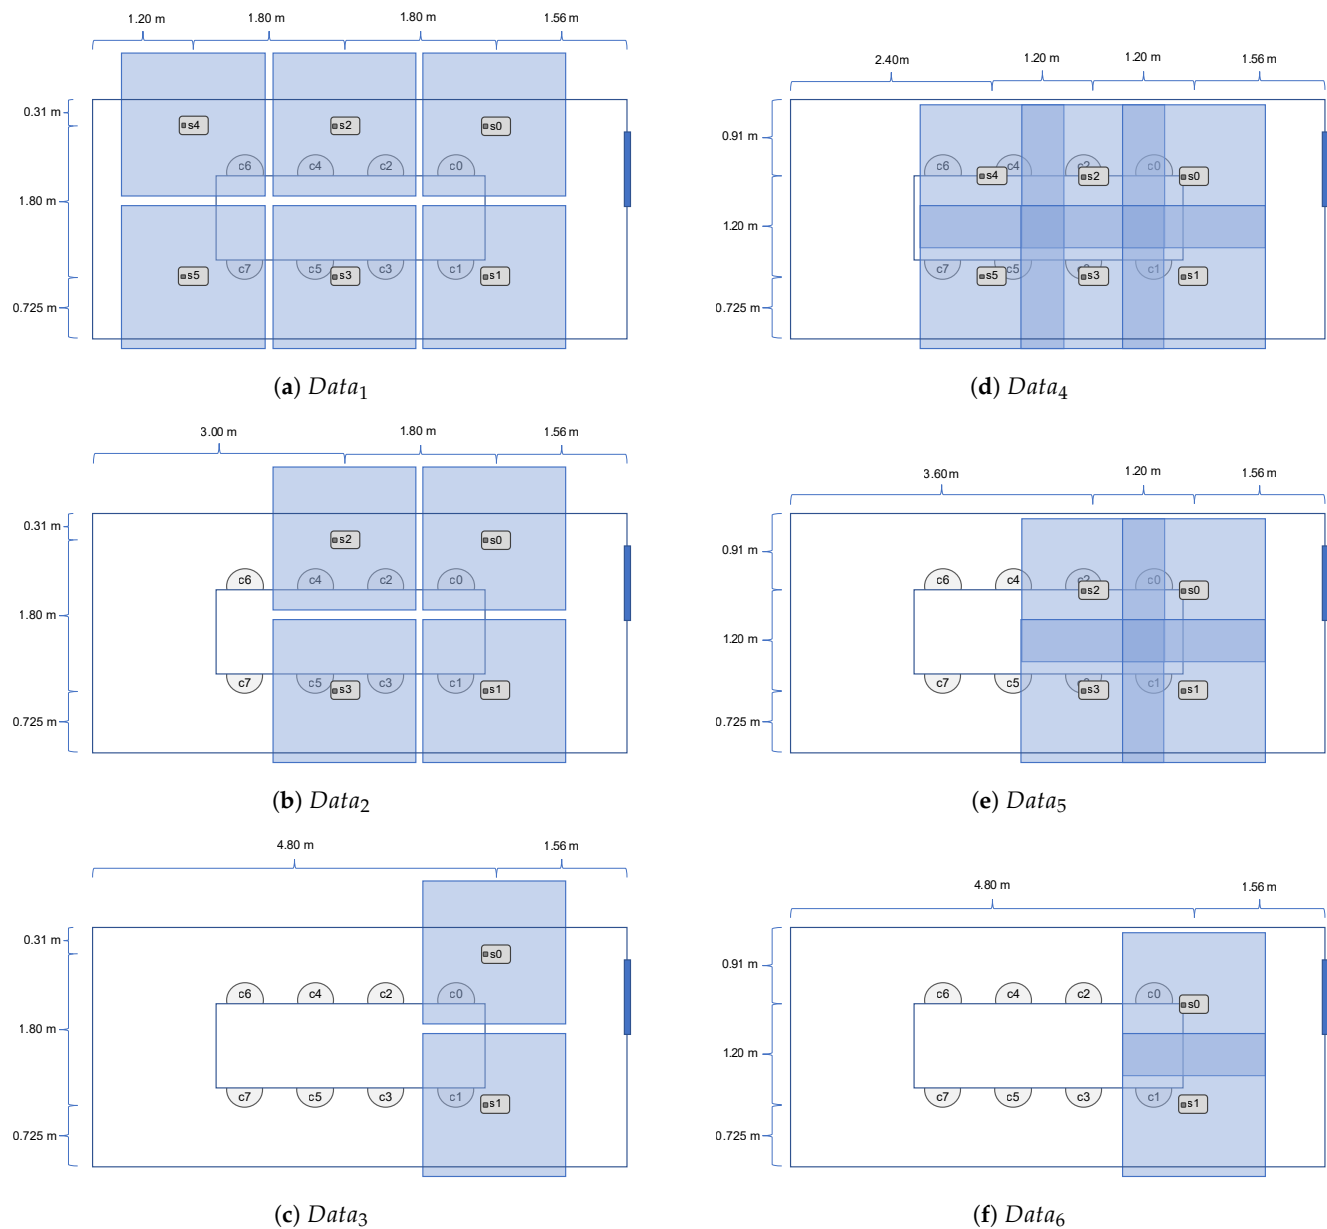 1.20 m 1.80 m 1.80 m 1.56 m
0.31 m
s4 s2 s0
c6 c4 c2 c0
1.80 m
c7 c5 c3 c1
s5 s3 s1
0.725 m
(a) Data1
2.40m 1.20 m 1.20 m 1.56 m
0.91 m
c6 c4 c2 c0
s4 s2 s0
1.20 m
c7 c5 c1
s5 s3 s1
0.725 m
(d) Data4
3.00 m 1.80 m 1.56 m
0.31 m
s2 s0
c6 c4 c2 c0
1.80 m
c7 c5 c3 c1
s3 s1
0.725 m
(b) Data2
3.60m 1.20 m 1.56 m
0.91 m
c6 c4 c2 c0
s2 s0
1.20 m
c7 c5 c1
s3 s1
0.725 m
(e) Data5
4.80 m 1.56 m
0.31 m
s0
c6 c4 c2 c0
1.80 m
c7 c5 c3 c1
s1
0.725 m
(c) Data3
4.80 m 1.56 m
0.91 m
c6 c4 c2 c0
s0
1.20 m
c7 c5 c3 c1
s1
0.725 m
(f) Data6